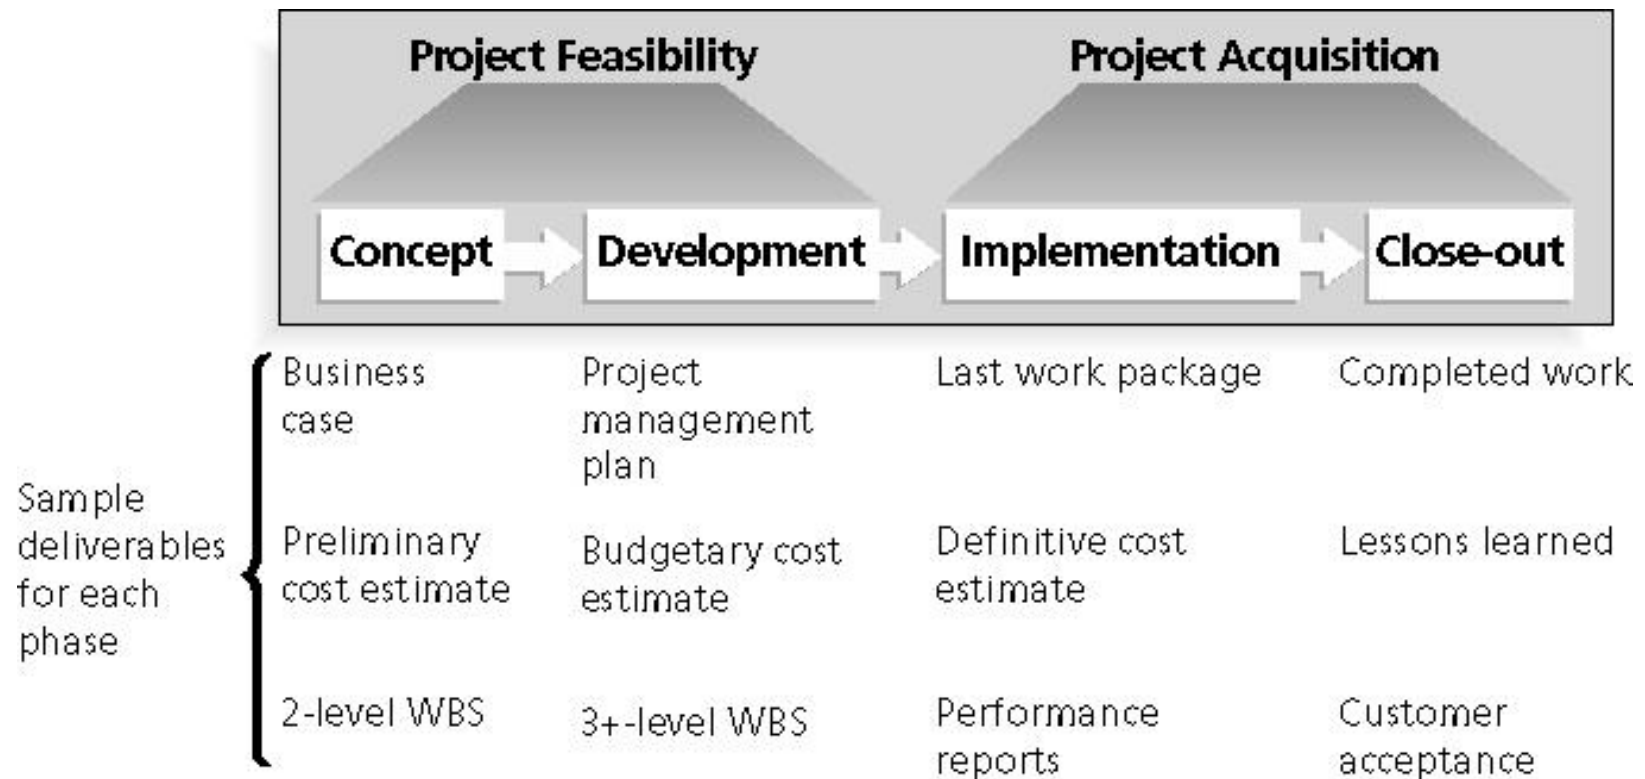 Project Feasibility
Project Acquisition
Concept
Development
Implementation
Close-out
Sample
deliverables
for each
phase
Business
case
Project
management
plan
Last work package
Completed work
Preliminary
cost estimate
Budgetary cost
estimate
Definitive cost
estimate
Lessons learned
2-level WBS
3+-level WBS
Performance
reports
Customer
acceptance